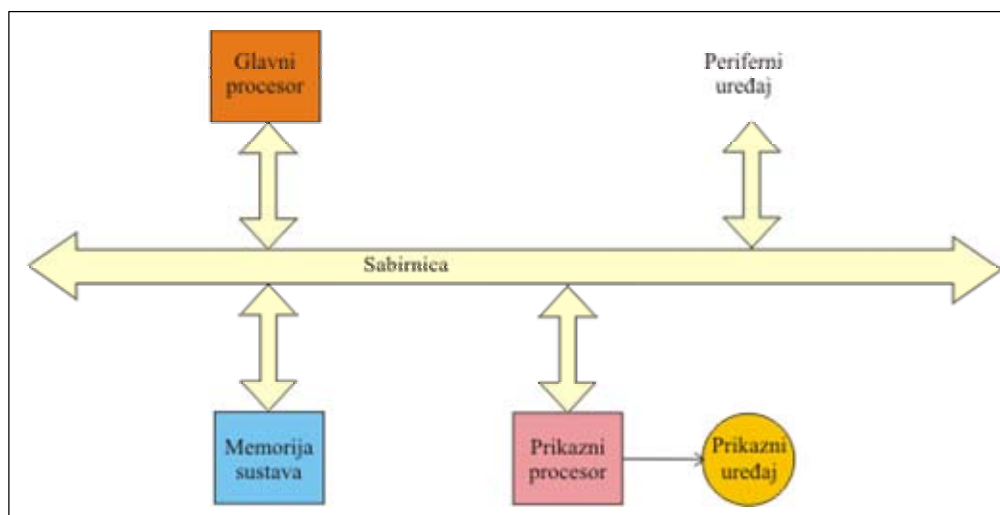 Glavni
procesor
Periferni
uređaj
Sabirnica
Memorija
sustava
Prikazni
procesor
Prikazni
uređaj